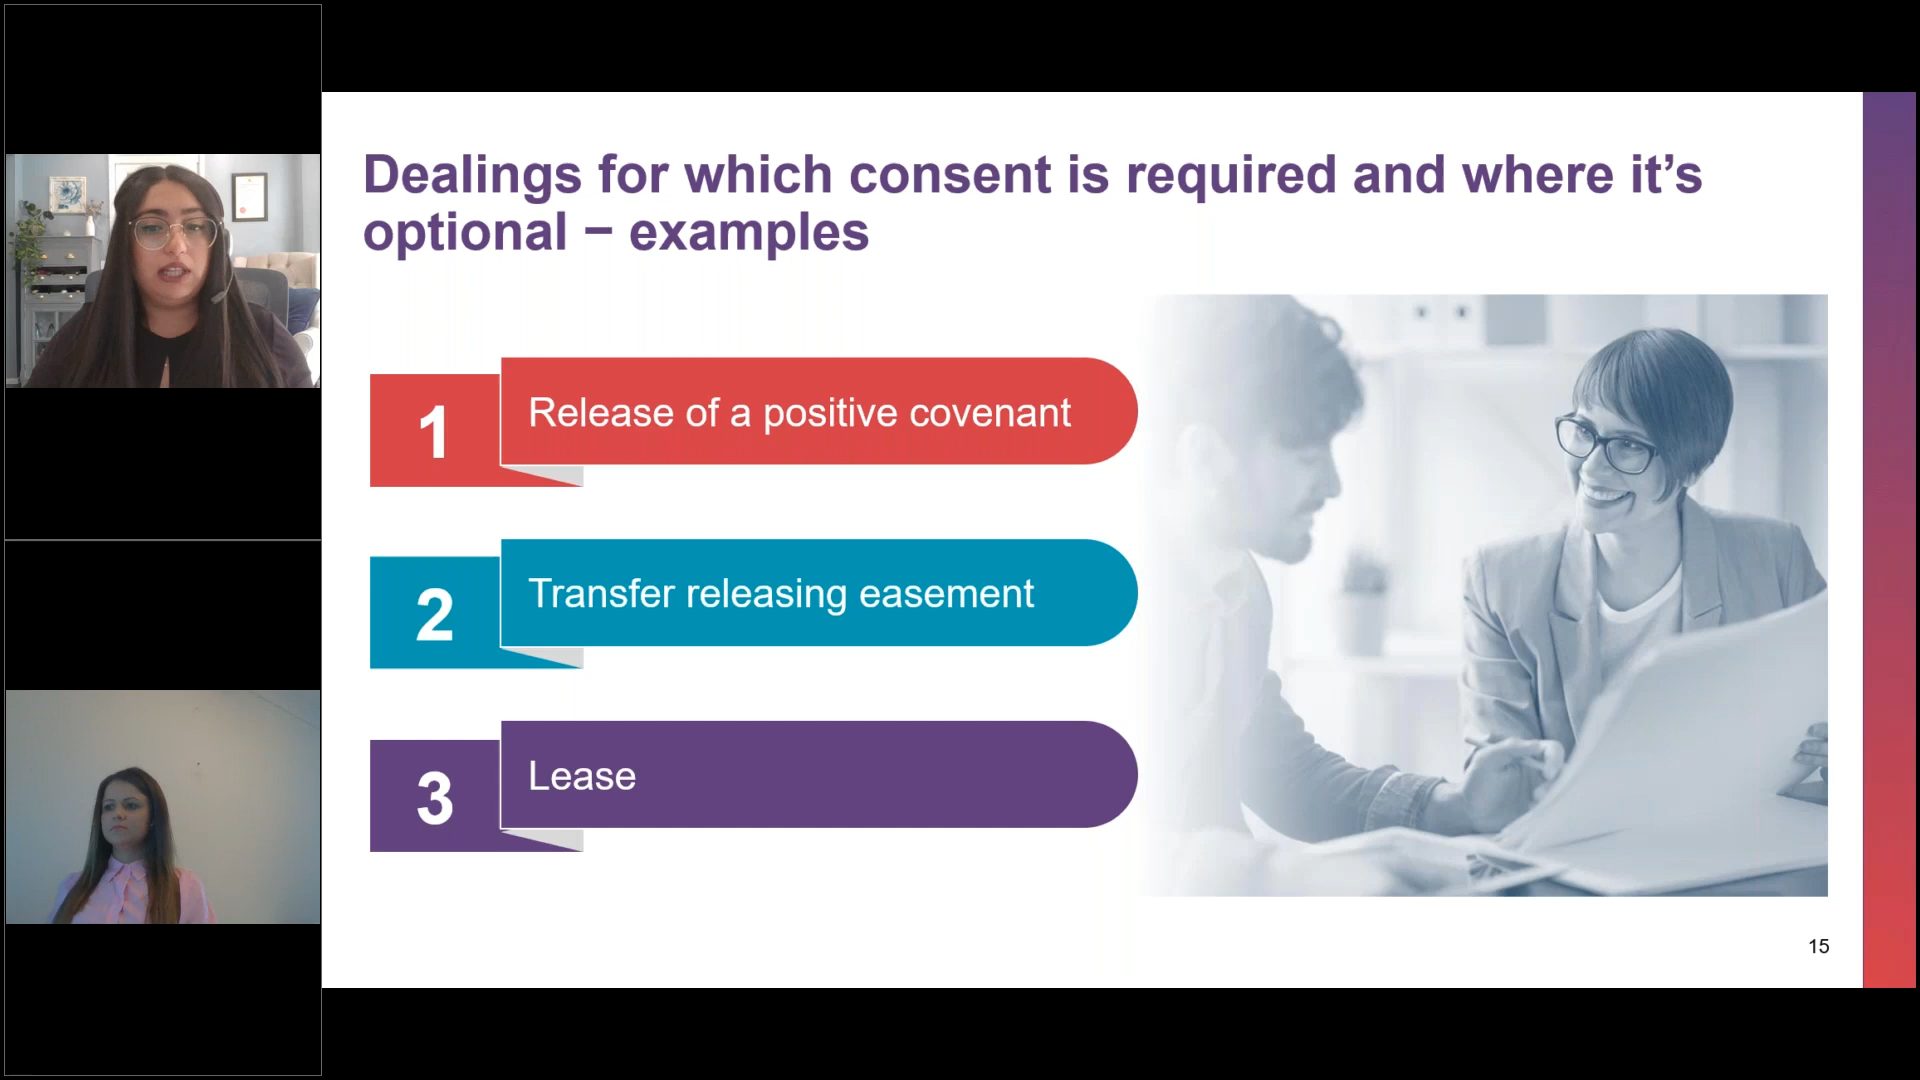 Dealings for which consent is required and where it’s
optional – examples
1
Release of a positive covenant
2
Transfer releasing easement
3
Lease
15